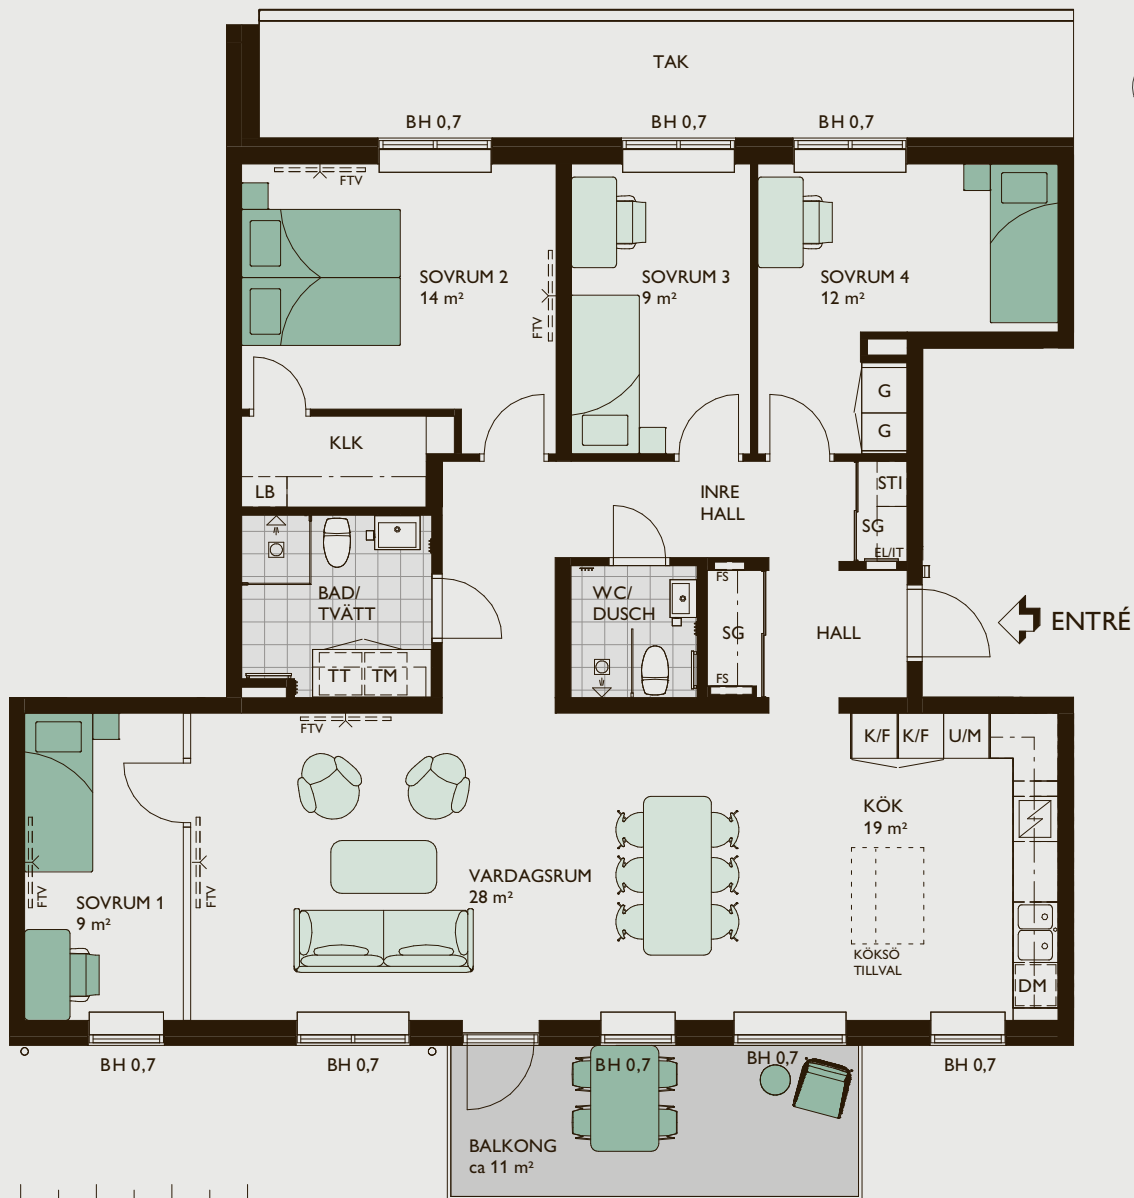 TAK
BH 0,7
BH 0,7
BH 0,7
FTV
FTV
SOVRUM 2
14 m²
SOVRUM 3
9 m²
SOVRUM 4
12 m²
G
G
KLK
LB
INRE
HALL
STI
SG
EL/IT
BAD/
TVÄTT
TT
TM
WC/
DUSCH
FS
SG
FS
HALL
ENTRÉ
FTV
K/F
K/F
U/M
KÖK
19 m²
VARDAGSRUM
28 m²
SOVRUM 1
9 m²
FTV
FTV
KÖKSÖ
TILLVAL
DM
BH 0,7
BH 0,7
BH 0,7
BH 0,7
BH 0,7
BALKONG
ca 11 m²